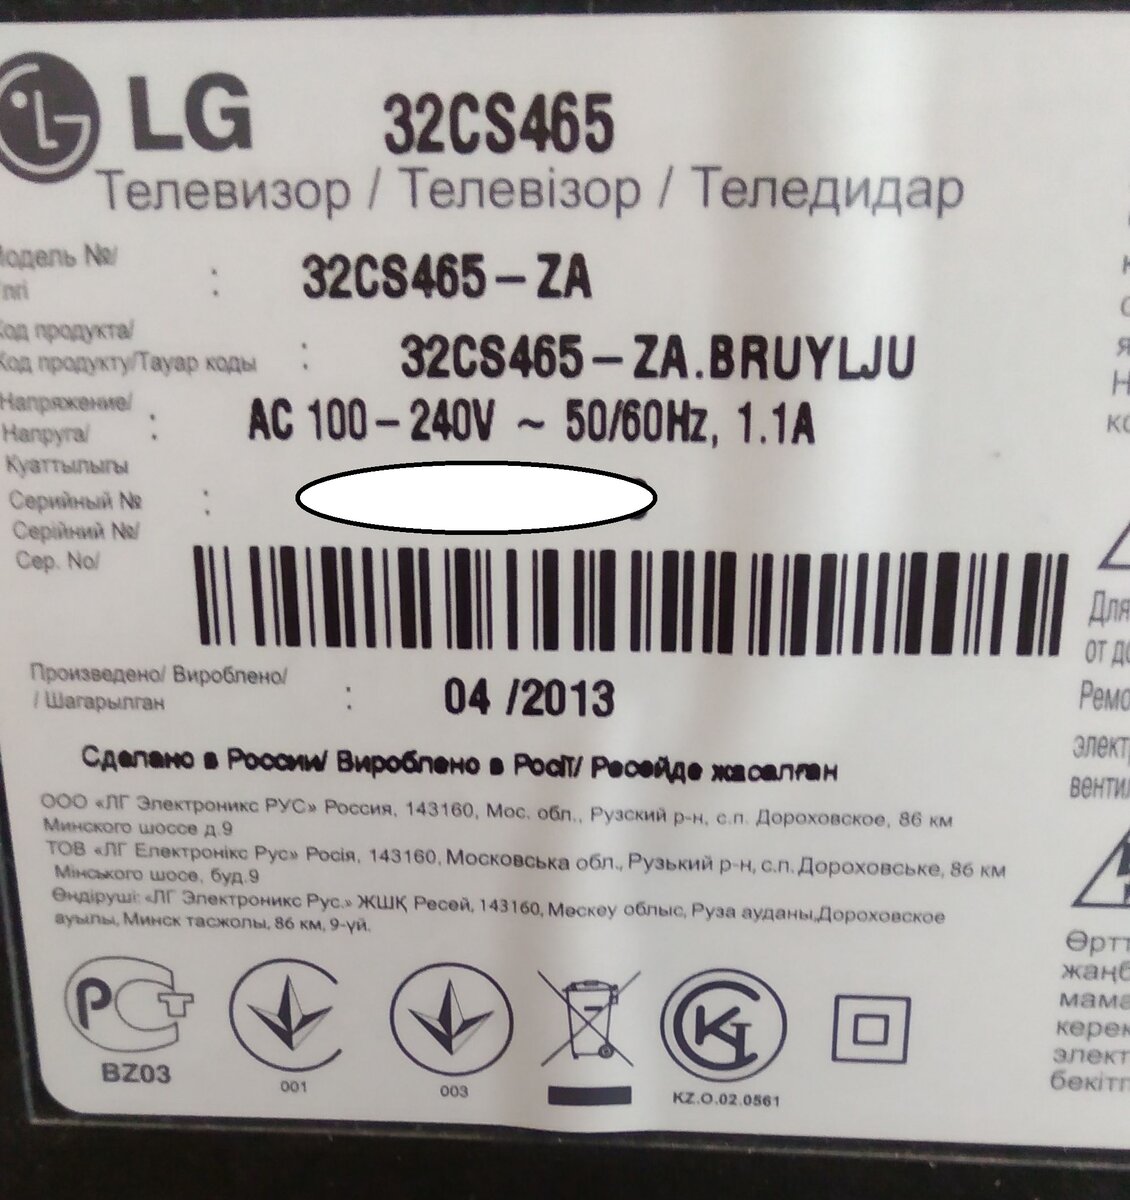 LG 32CS465
Телевизор / Телевізор / Теледидар
Модель №/ : 32CS465-ZA
Код продукта/
Код продукту/Тауар коды : 32CS465-ZA.BRUYLJU
Напряжение/
Напруга/ : AC 100-240V ~ 50/60Hz, 1.1A
Куаттылыгы
Серийный № :
Серійний №/
Сер. No/
Произведено/ Вироблено/
/ Шагарылган : 04 /2013
Сделано в России/ Вироблено в Росії/ Ресейде жасалған
ООО «ЛГ Электроникс РУС» Россия, 143160, Мос. обл., Рузский р-н, с.п. Дороховское, 86 км
Минского шоссе д.9
ТОВ «ЛГ Електронікс Рус» Росія, 143160, Московська обл., Рузький р-н, с.п. Дороховське, 86 км
Мінського шосе, буд.9
Өндіруші: «ЛГ Электроникс Рус.» ЖШҚ Ресей, 143160, Мәскеу облыс, Руза ауданы,Дороховское
ауылы, Минск тасжолы, 86 км, 9-үй.
РСТ
BZ03
001
003
KZ.O.02.0561
Для
от до
Ремо
элект
венти
Өртт
жаңб
мама
керек
элект
бекітп